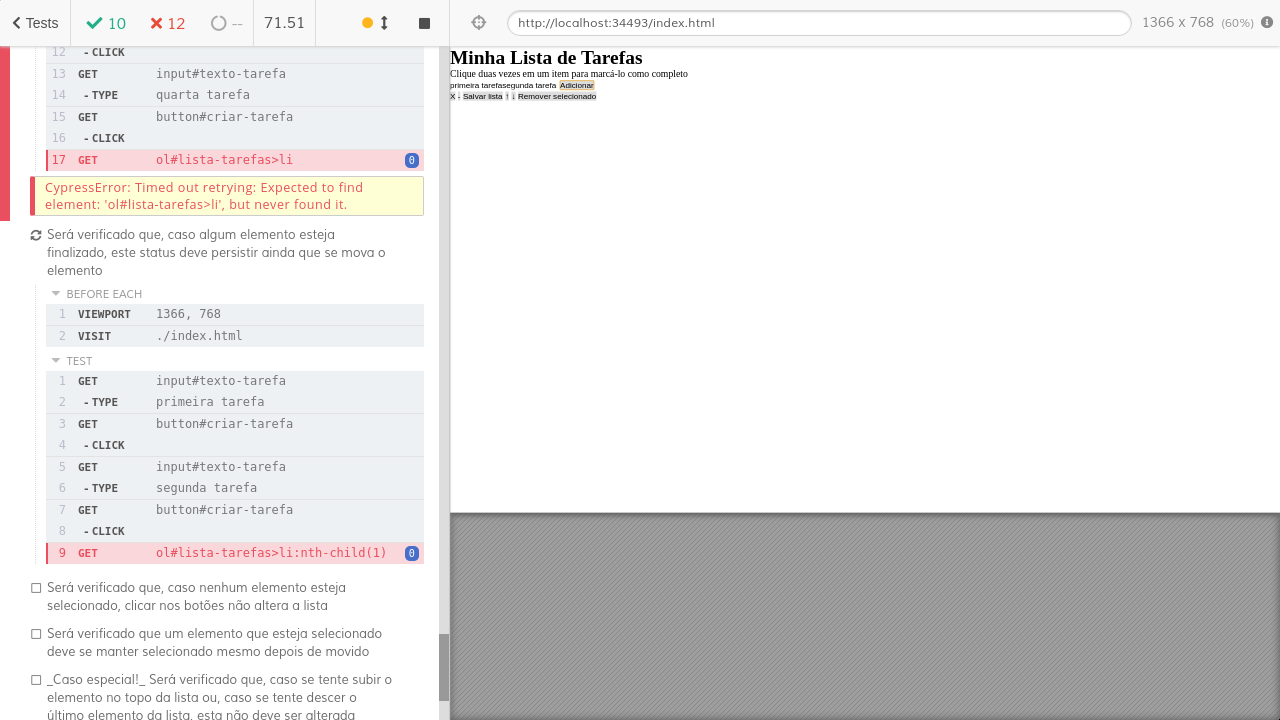 Tests 10 12 -- 71.51 http://localhost:34493/index.html 1366 x 768 (60%)
12 - CLICK
13 GET input#texto-tarefa
14 - TYPE quarta tarefa
15 GET button#criar-tarefa
16 - CLICK
17 GET ol#lista-tarefas>li 0
CypressError: Timed out retrying: Expected to find
element: 'ol#lista-tarefas>li', but never found it.
Será verificado que, caso algum elemento esteja
finalizado, este status deve persistir ainda que se mova o
elemento
BEFORE EACH
1 VIEWPORT 1366, 768
2 VISIT ./index.html
TEST
1 GET input#texto-tarefa
2 - TYPE primeira tarefa
3 GET button#criar-tarefa
4 - CLICK
5 GET input#texto-tarefa
6 - TYPE segunda tarefa
7 GET button#criar-tarefa
8 - CLICK
9 GET ol#lista-tarefas>li:nth-child(1) 0
Será verificado que, caso nenhum elemento esteja
selecionado, clicar nos botões não altera a lista
Será verificado que um elemento que esteja selecionado
deve se manter selecionado mesmo depois de movido
_Caso especial!_ Será verificado que, caso se tente subir o
elemento no topo da lista ou, caso se tente descer o
último elemento da lista, esta não deve ser alterada
Minha Lista de Tarefas
Clique duas vezes em um item para marcá-lo como completo
primeira tarefasegunda tarefa Adicionar
X - Salvar lista ↑ ↓ Remover selecionado